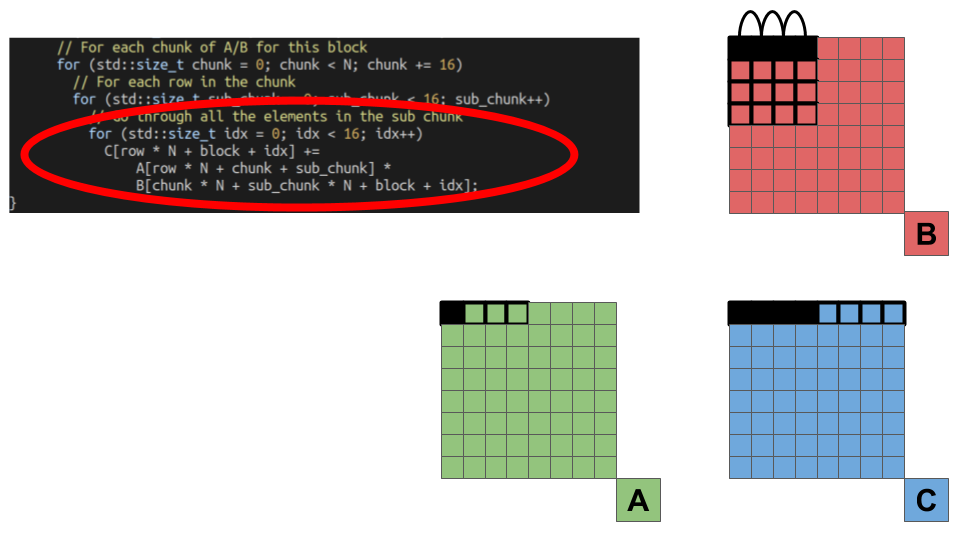 // For each chunk of A/B for this block
for (std::size_t chunk = 0; chunk < N; chunk += 16)
// For each row in the chunk
for (std::size_t sub_chunk = 0; sub_chunk < 16; sub_chunk++)
// Go through all the elements in the sub chunk
for (std::size_t idx = 0; idx < 16; idx++)
C[row * N + block + idx] +=
A[row * N + chunk + sub_chunk] *
B[chunk * N + sub_chunk * N + block + idx];
}
B
A
C